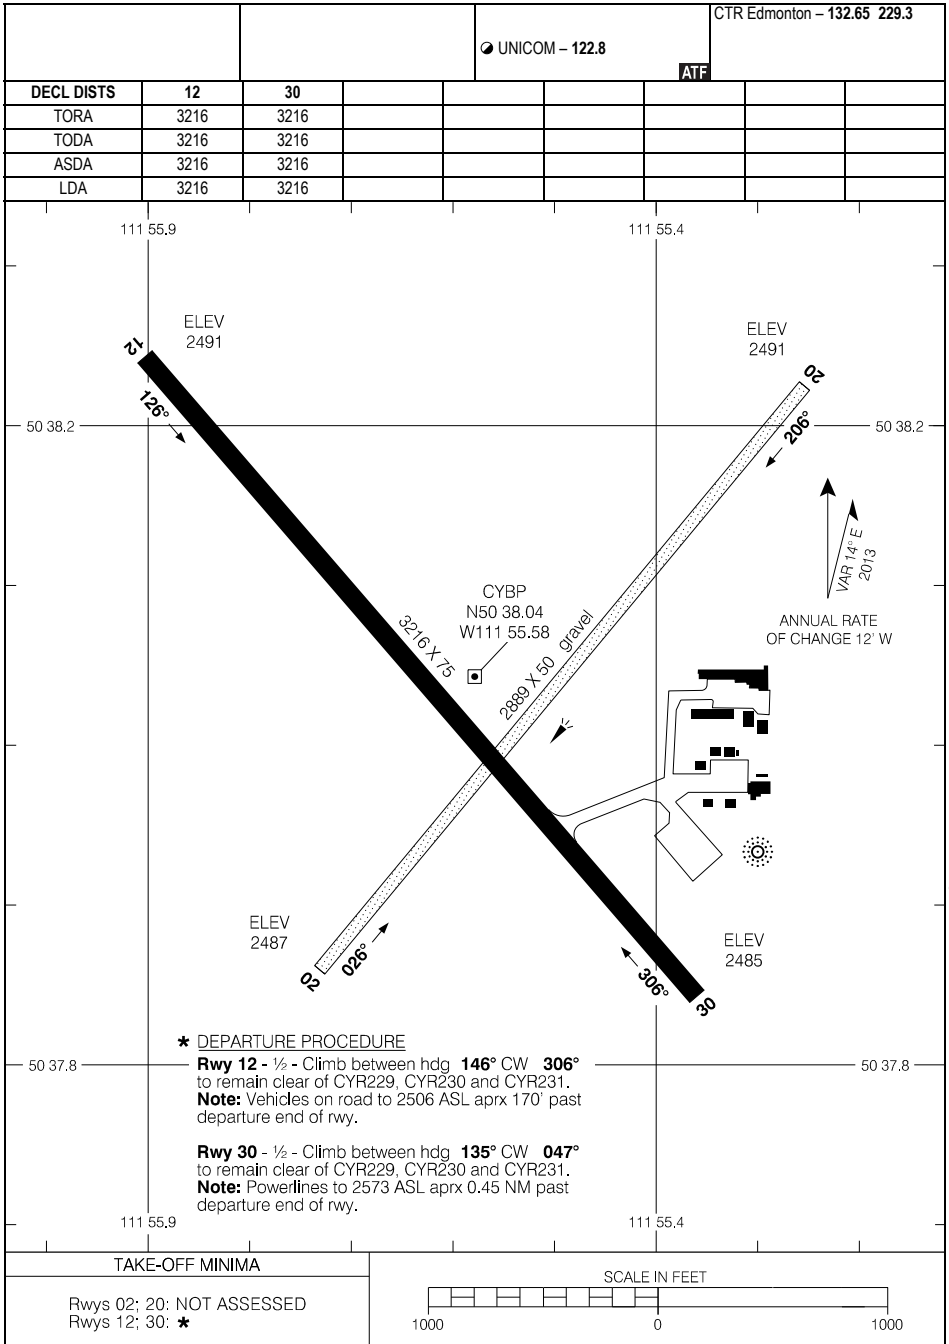 CTR Edmonton – 132.65 229.3
UNICOM – 122.8
ATF
DECL DISTS 12 30
TORA 3216 3216
TODA 3216 3216
ASDA 3216 3216
LDA 3216 3216
111 55.9 111 55.4
ELEV
2491
ELEV
2491
12
20
126°
206°
50 38.2 50 38.2
VAR 14° E
2013
ANNUAL RATE
OF CHANGE 12' W
CYBP
N50 38.04
W111 55.58
3216 X 75
2889 X 50 gravel
ELEV
2487
ELEV
2485
026°
02
306°
30
50 37.8 50 37.8
* DEPARTURE PROCEDURE
Rwy 12 - ½ - Climb between hdg 146° CW 306°
to remain clear of CYR229, CYR230 and CYR231.
Note: Vehicles on road to 2506 ASL aprx 170' past
departure end of rwy.
Rwy 30 - ½ - Climb between hdg 135° CW 047°
to remain clear of CYR229, CYR230 and CYR231.
Note: Powerlines to 2573 ASL aprx 0.45 NM past
departure end of rwy.
111 55.9 111 55.4
TAKE-OFF MINIMA
Rwys 02; 20: NOT ASSESSED
Rwys 12; 30: *
SCALE IN FEET
1000 0 1000